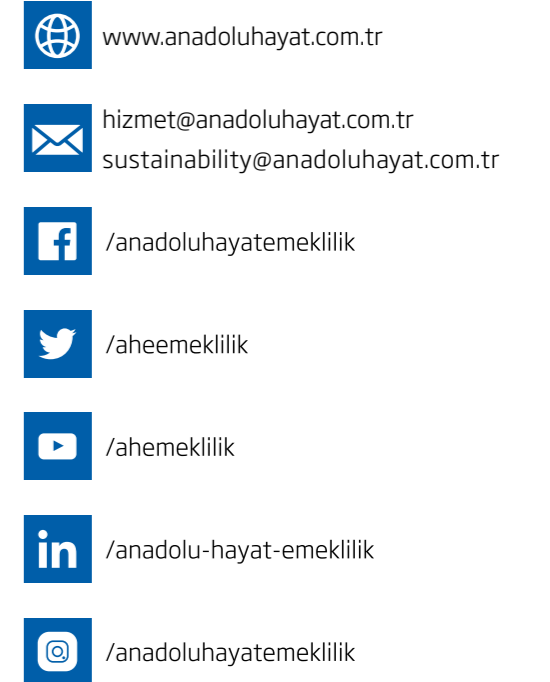 www.anadoluhayat.com.tr
hizmet@anadoluhayat.com.tr
sustainability@anadoluhayat.com.tr
/anadoluhayatemeklilik
/aheemeklilik
/ahemeklilik
in /anadolu-hayat-emeklilik
/anadoluhayatemeklilik